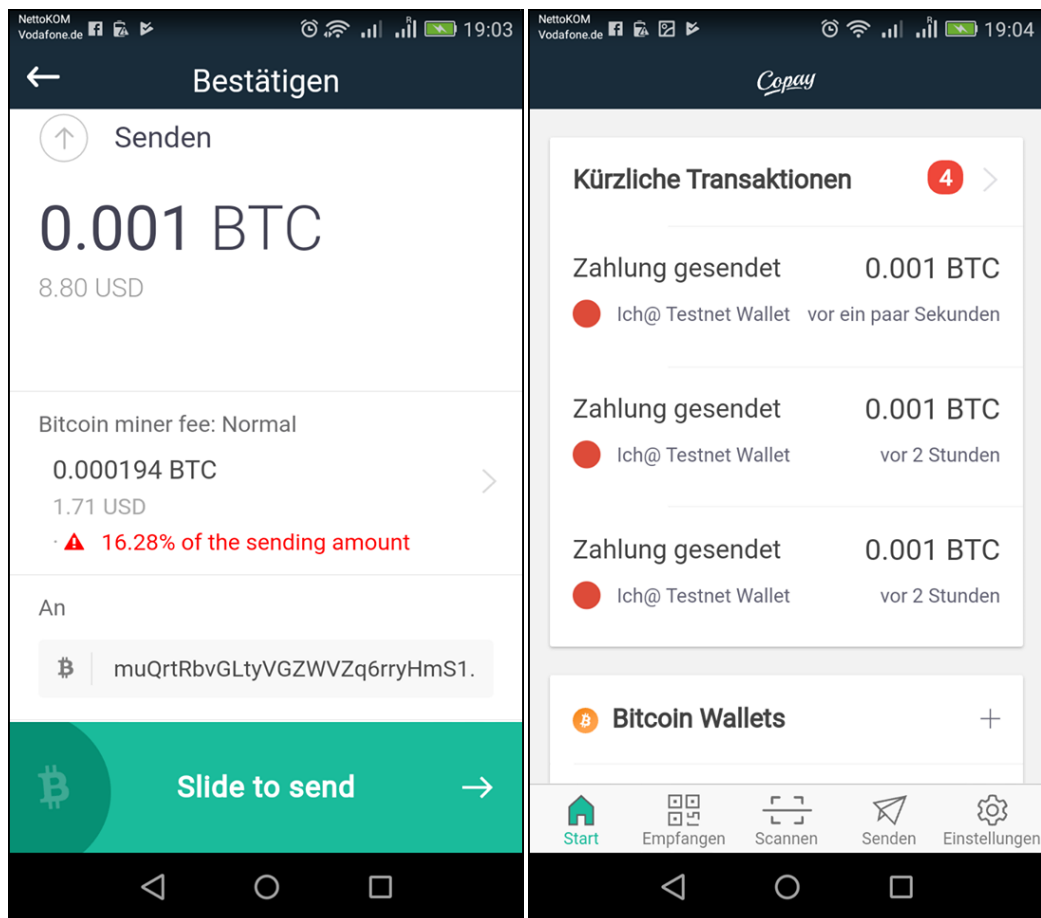 NettoKOM
Vodafone.de
19:03
Bestätigen
Senden
0.001 BTC
8.80 USD
Bitcoin miner fee: Normal
0.000194 BTC
1.71 USD
· 16.28% of the sending amount
An
muQrtRbvGLtyVGZWVZq6rryHmS1.
Slide to send
NettoKOM
Vodafone.de
R
19:04
Copay
Kürzliche Transaktionen 4
Zahlung gesendet 0.001 BTC
Ich@ Testnet Wallet vor ein paar Sekunden
Zahlung gesendet 0.001 BTC
Ich@ Testnet Wallet vor 2 Stunden
Zahlung gesendet 0.001 BTC
Ich@ Testnet Wallet vor 2 Stunden
Bitcoin Wallets
Start Empfangen Scannen Senden Einstellungen